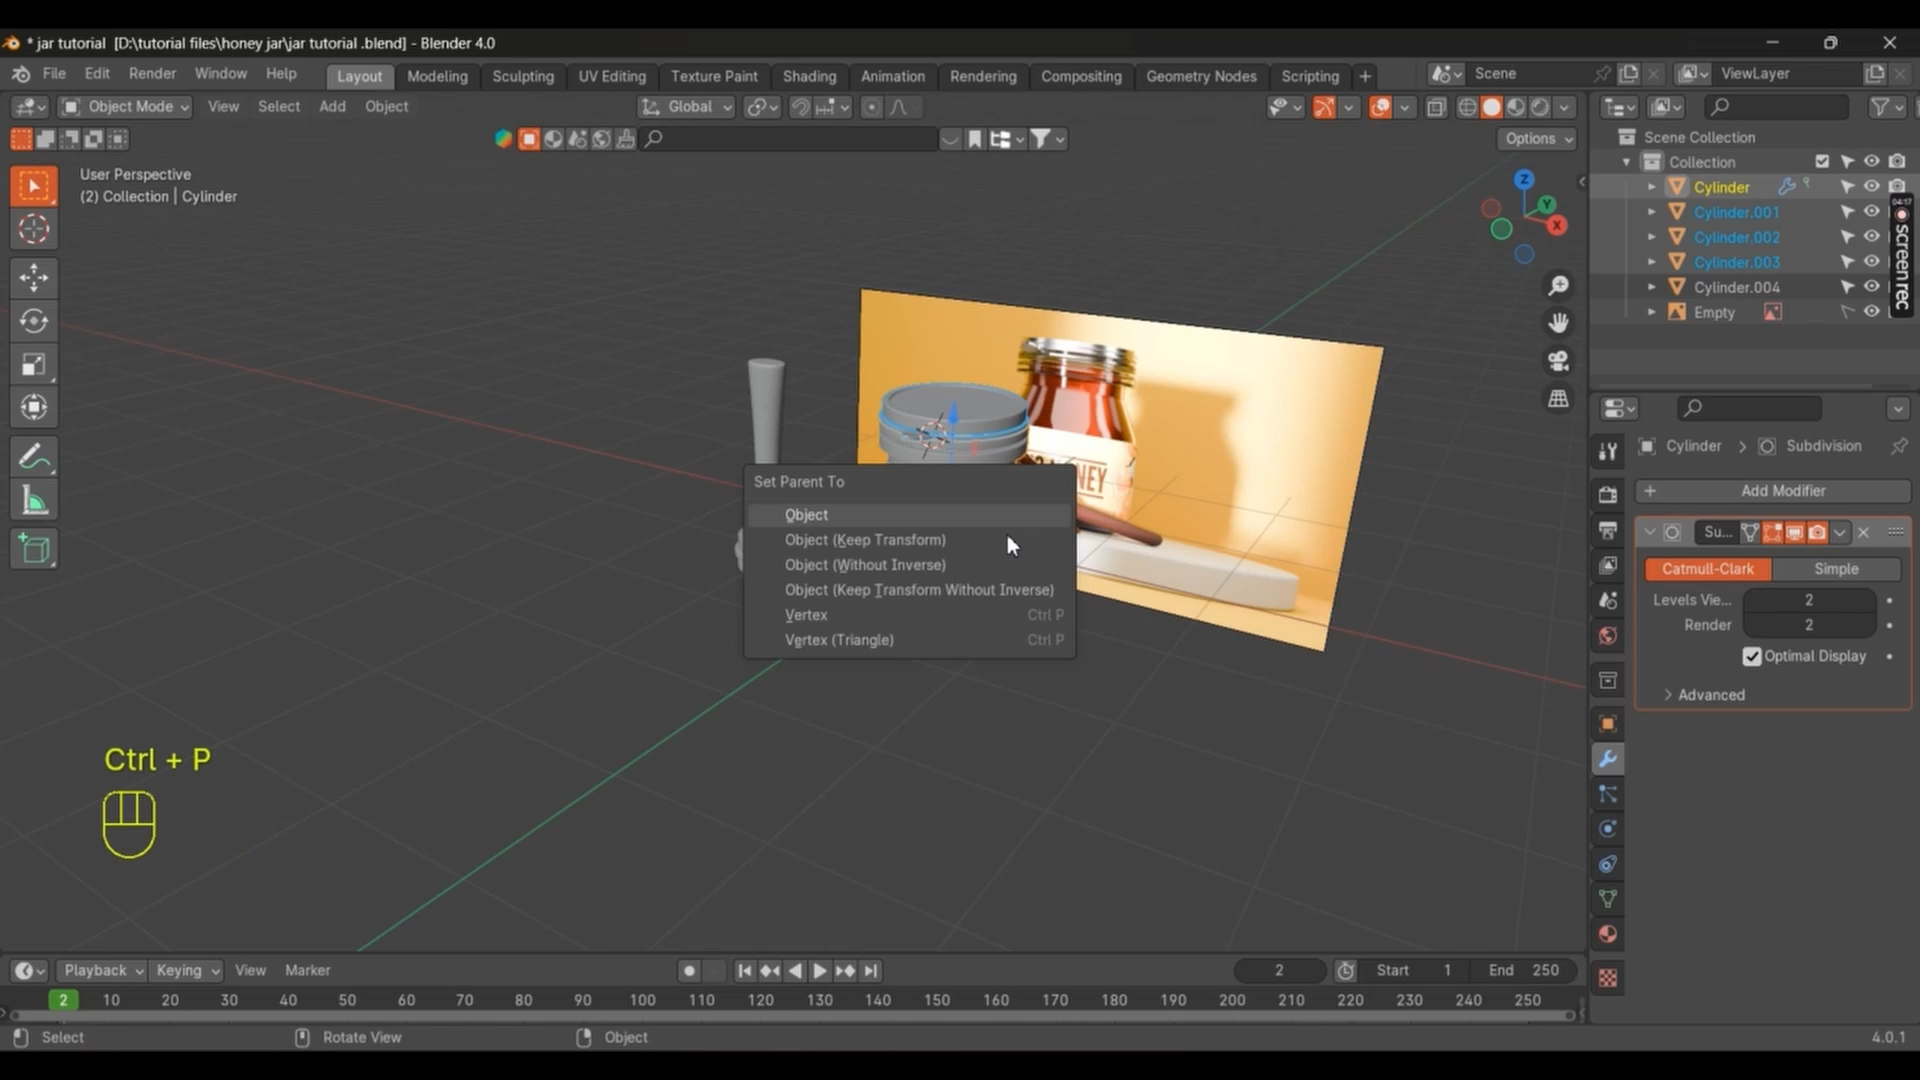 * jar tutorial [D:\tutorial files\honey jar\jar tutorial .blend] - Blender 4.0
File Edit Render Window Help Layout Modeling Sculpting UV Editing Texture Paint Shading Animation Rendering Compositing Geometry Nodes Scripting + Scene ViewLayer
Object Mode View Select Add Object Global
Options
User Perspective
(2) Collection | Cylinder
Z
Y
X
Scene Collection
Collection
Cylinder
Cylinder.001
Cylinder.002
Cylinder.003
Cylinder.004
Empty
04:17
screenrec
NEY
Set Parent To
Object
Object (Keep Transform)
Object (Without Inverse)
Object (Keep Transform Without Inverse)
Vertex Ctrl P
Vertex (Triangle) Ctrl P
Cylinder > Subdivision
+ Add Modifier
Su...
Catmull-Clark Simple
Levels Vie... 2
Render 2
Optimal Display
> Advanced
Ctrl + P
Playback Keying View Marker 2 Start 1 End 250
2 10 20 30 40 50 60 70 80 90 100 110 120 130 140 150 160 170 180 190 200 210 220 230 240 250
Select Rotate View Object 4.0.1